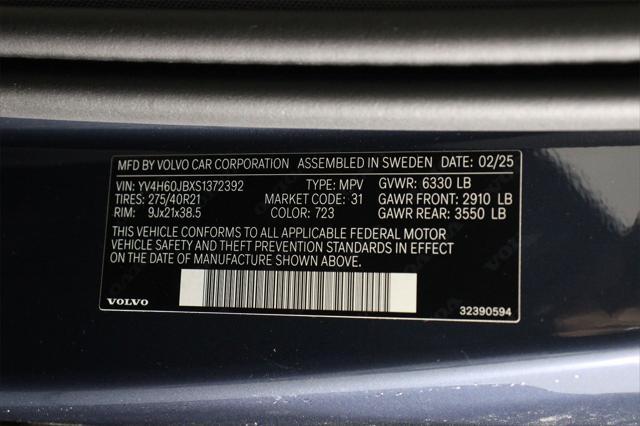 MFD BY VOLVO CAR CORPORATION ASSEMBLED IN SWEDEN DATE: 02/25
VIN: YV4H60JBXS1372392 TYPE: MPV GVWR: 6330 LB
TIRES: 275/40R21 MARKET CODE: 31 GAWR FRONT: 2910 LB
RIM: 9Jx21x38.5 COLOR: 723 GAWR REAR: 3550 LB
THIS VEHICLE CONFORMS TO ALL APPLICABLE FEDERAL MOTOR
VEHICLE SAFETY AND THEFT PREVENTION STANDARDS IN EFFECT
ON THE DATE OF MANUFACTURE SHOWN ABOVE.
VOLVO 32390594